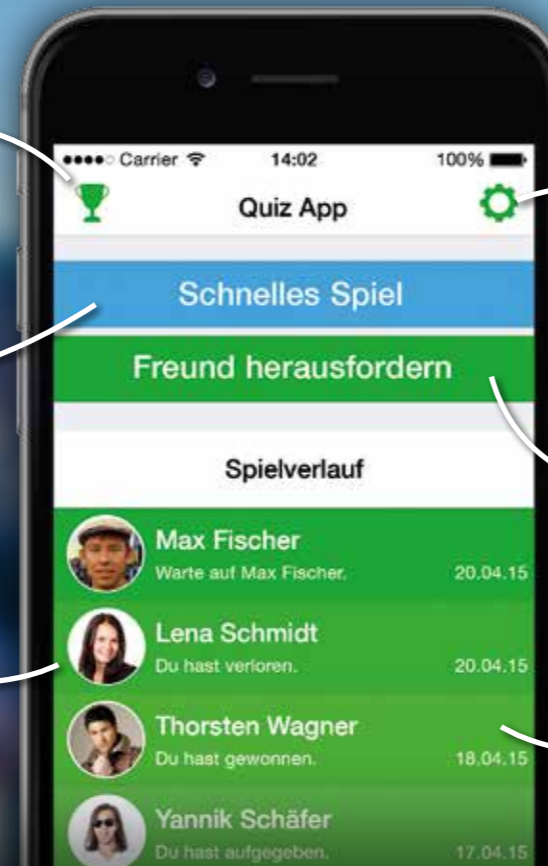 Carrier 14:02 100%
Quiz App
Schnelles Spiel
Freund herausfordern
Spielverlauf
Max Fischer
Warte auf Max Fischer. 20.04.15
Lena Schmidt
Du hast verloren. 20.04.15
Thorsten Wagner
Du hast gewonnen. 18.04.15
Yannik Schäfer
Du hast aufgegeben. 17.04.15